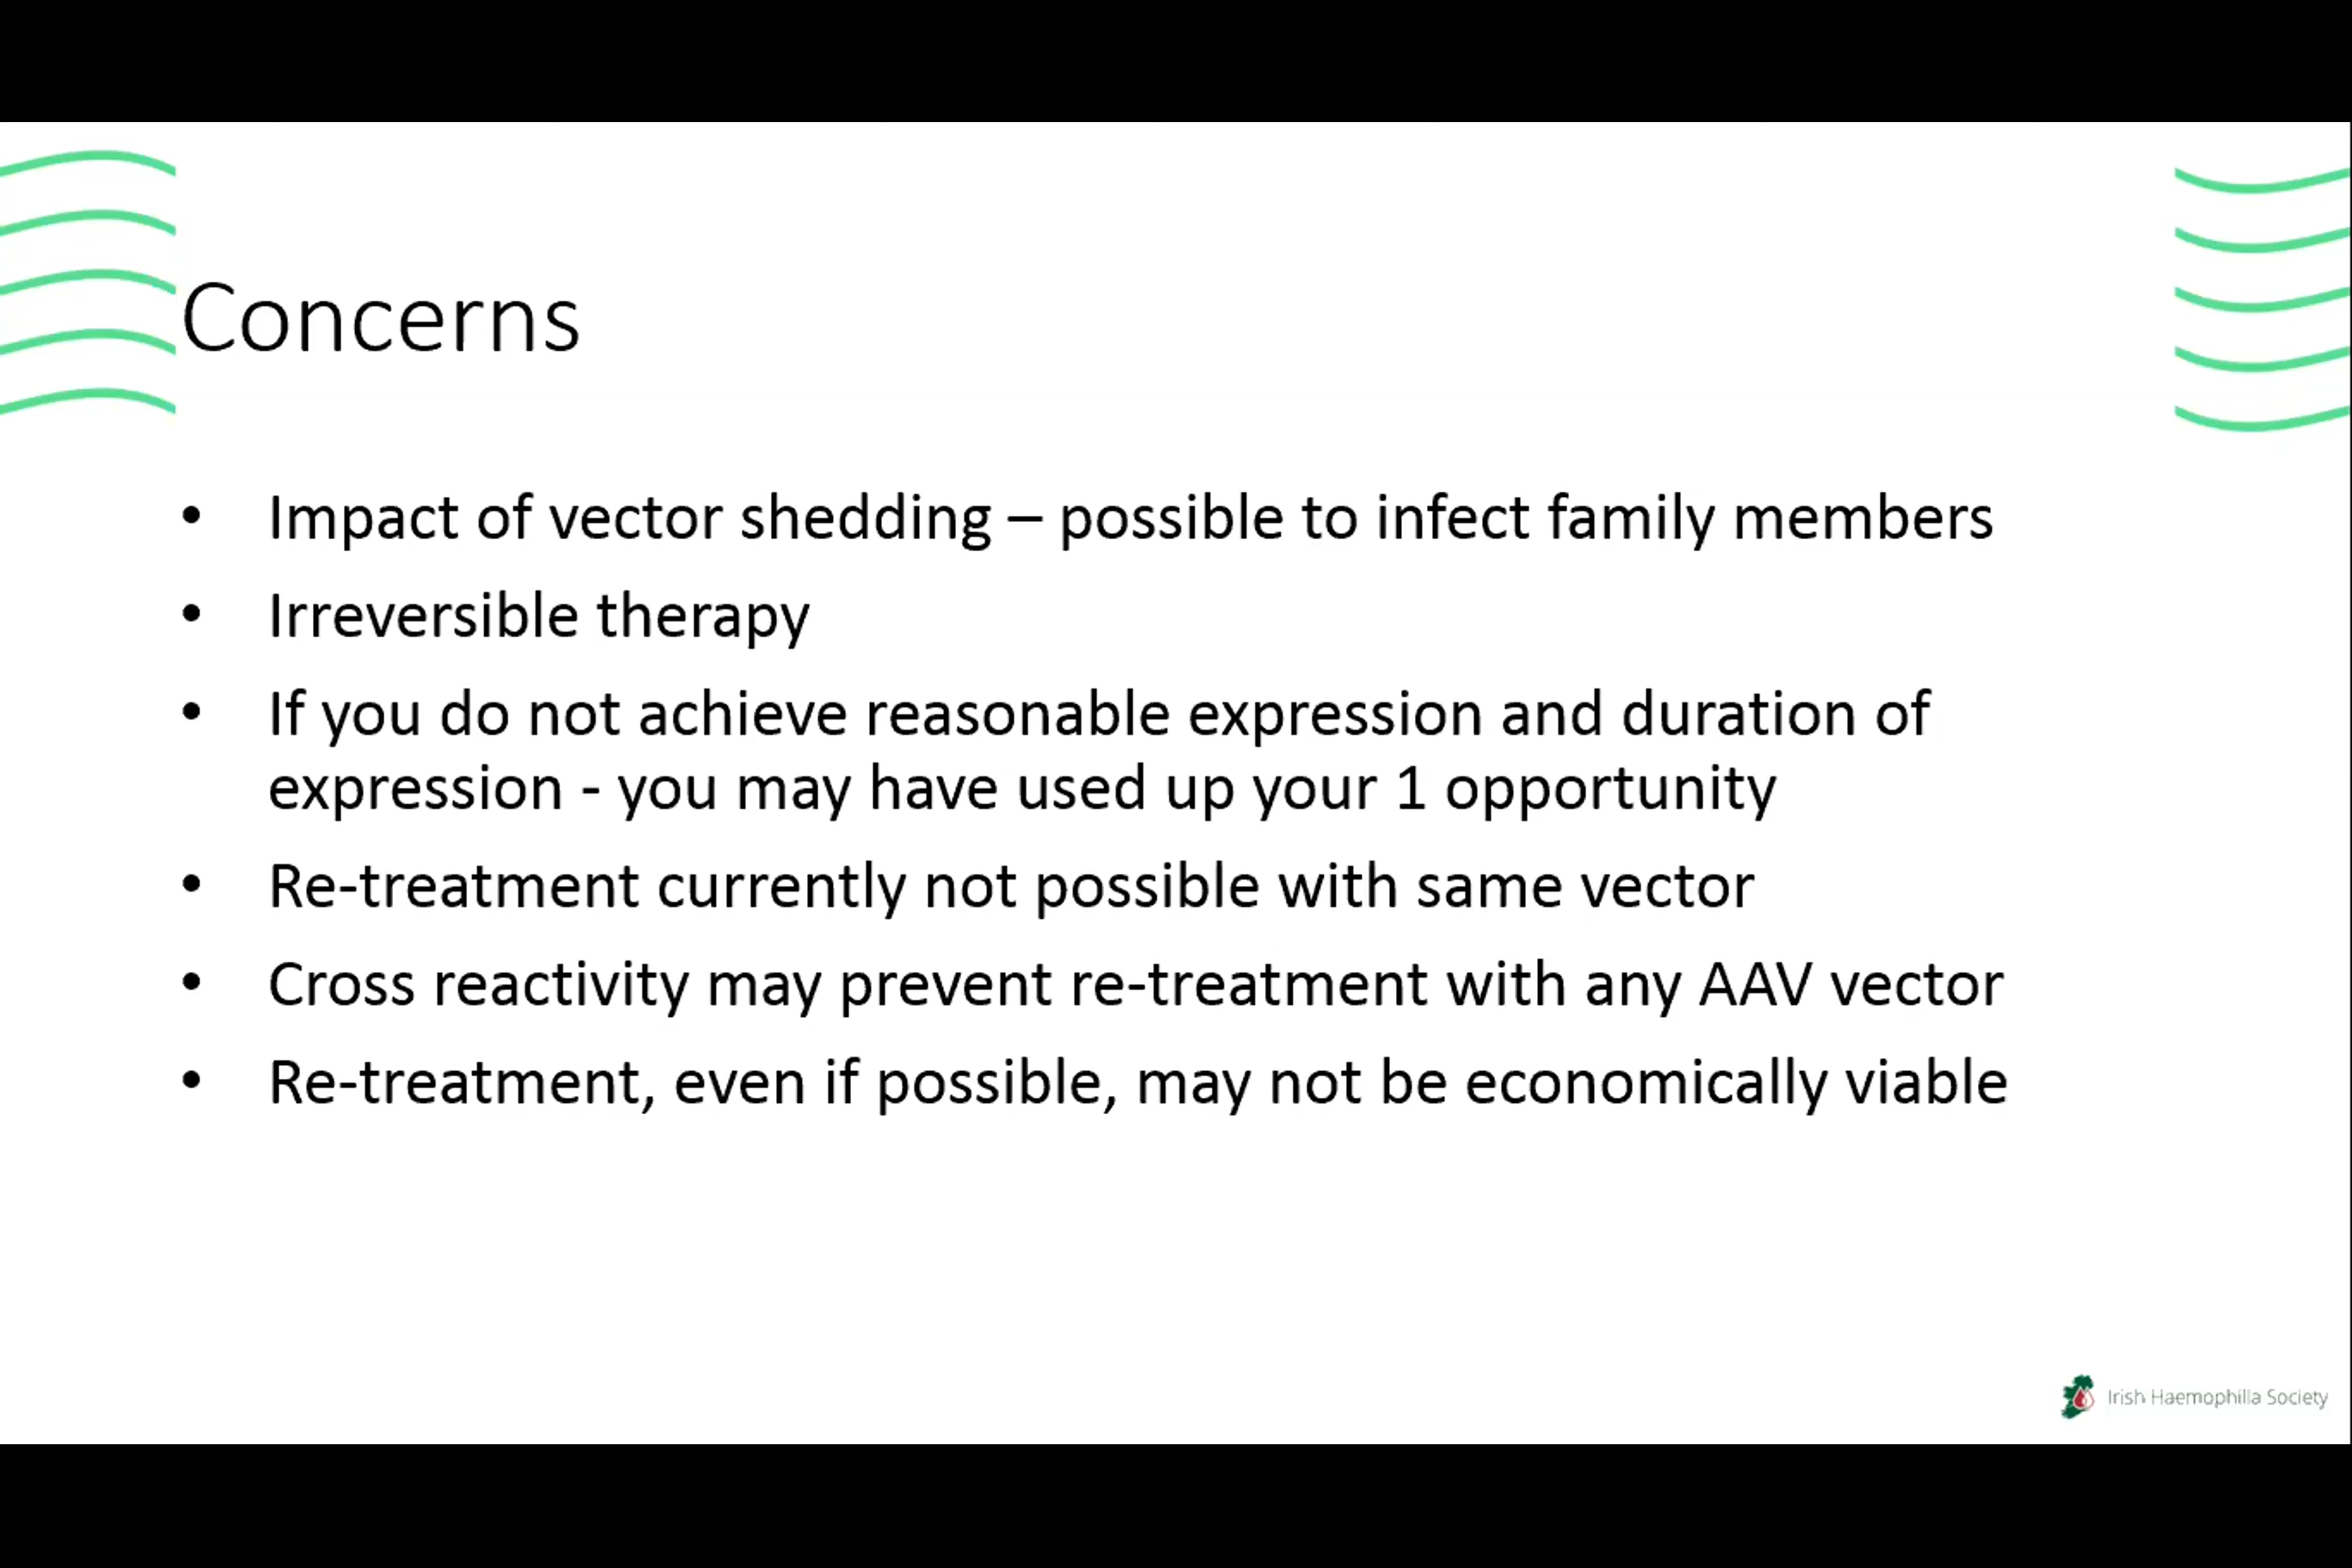 Concerns
• Impact of vector shedding – possible to infect family members
• Irreversible therapy
• If you do not achieve reasonable expression and duration of
expression - you may have used up your 1 opportunity
• Re-treatment currently not possible with same vector
• Cross reactivity may prevent re-treatment with any AAV vector
• Re-treatment, even if possible, may not be economically viable
Irish Haemophilia Society